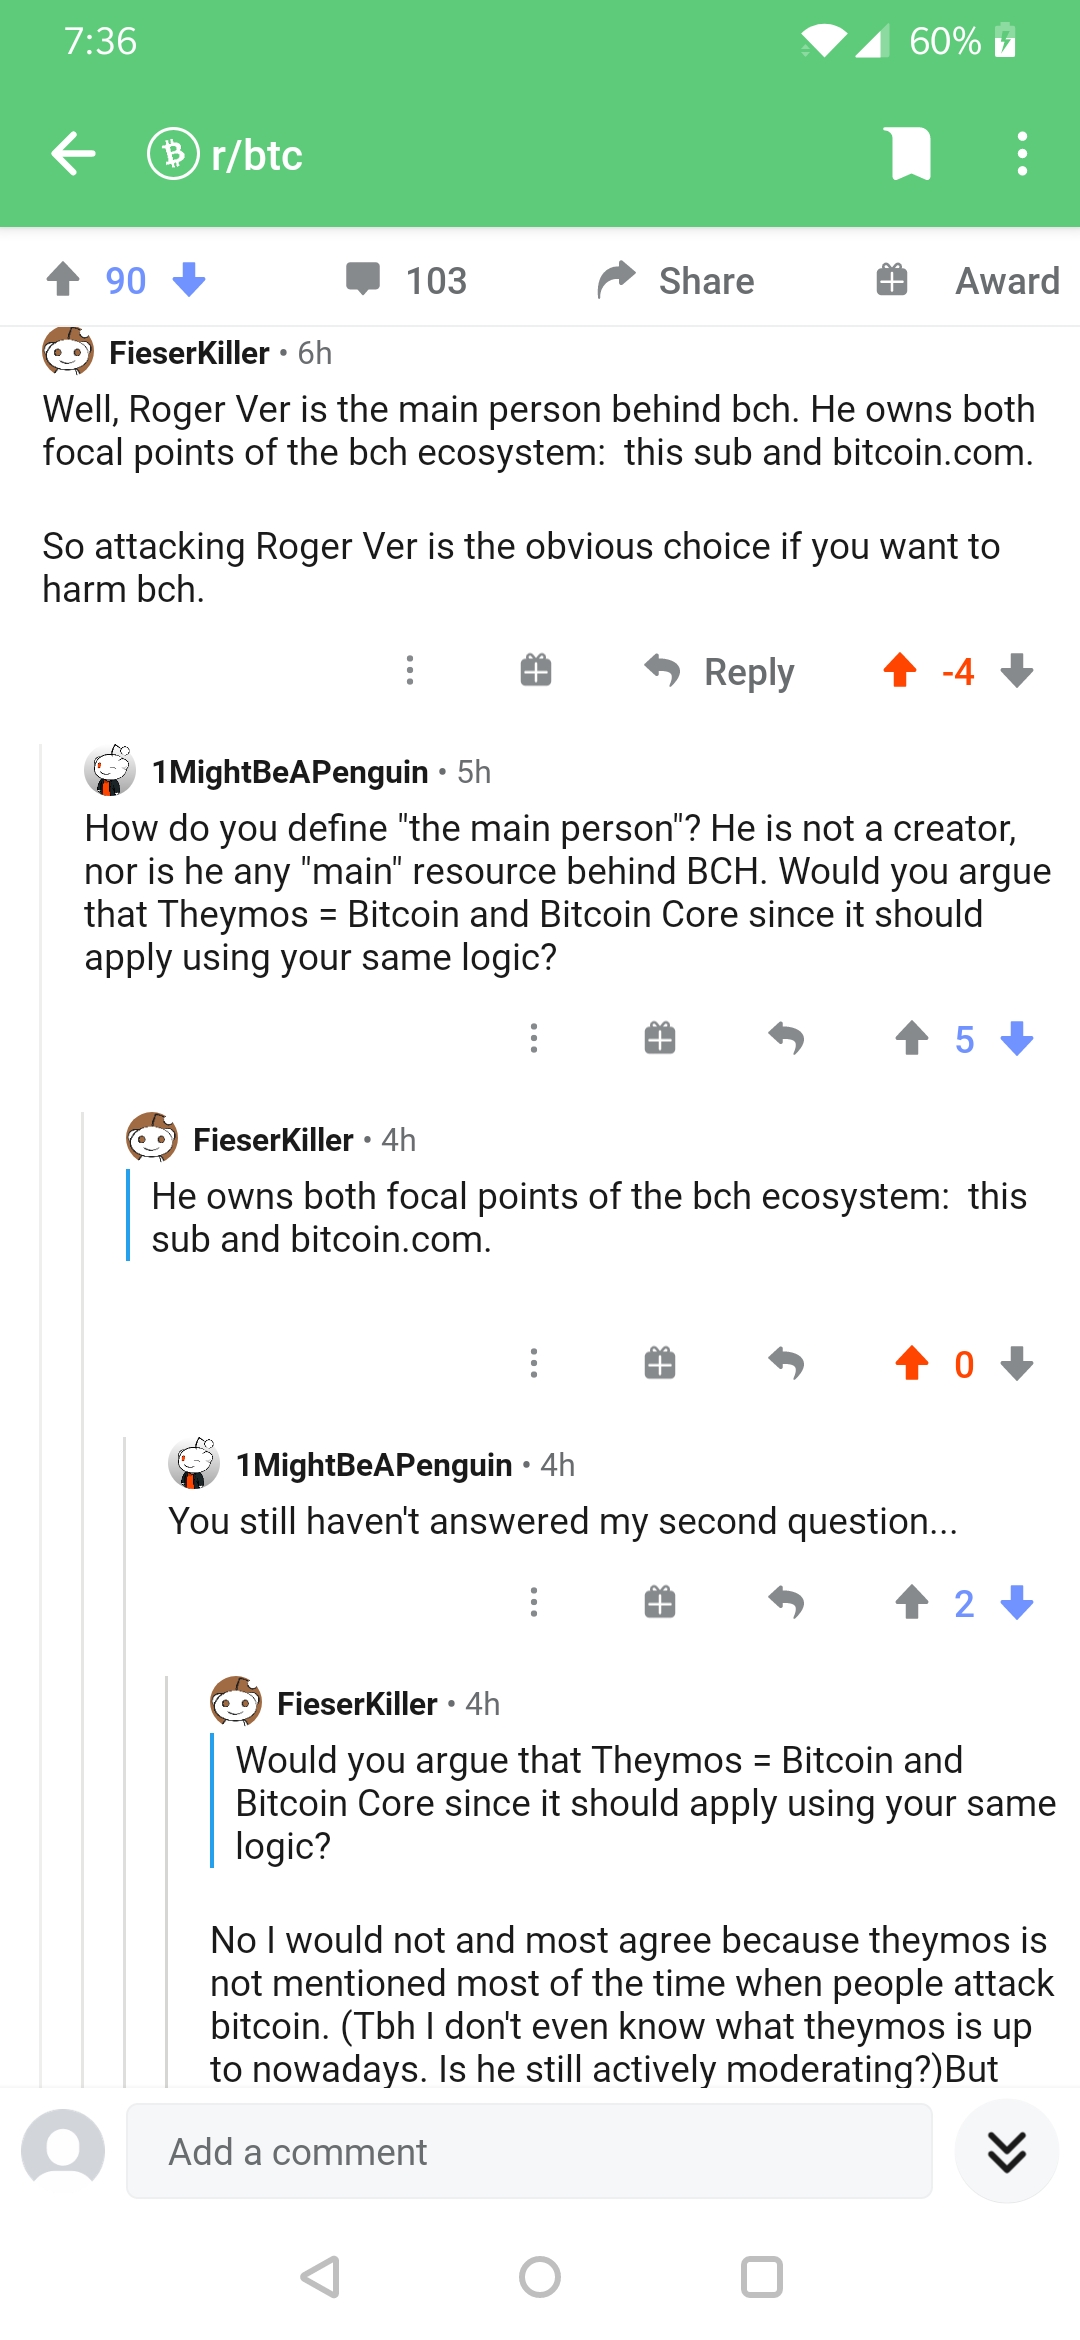 7:36
60%
r/btc
90
103
Share
Award
FieserKiller • 6h
Well, Roger Ver is the main person behind bch. He owns both
focal points of the bch ecosystem:  this sub and bitcoin.com.
So attacking Roger Ver is the obvious choice if you want to
harm bch.
Reply
-4
1MightBeAPenguin • 5h
How do you define "the main person"? He is not a creator,
nor is he any "main" resource behind BCH. Would you argue
that Theymos = Bitcoin and Bitcoin Core since it should
apply using your same logic?
5
FieserKiller • 4h
He owns both focal points of the bch ecosystem:  this
sub and bitcoin.com.
0
1MightBeAPenguin • 4h
You still haven't answered my second question...
2
FieserKiller • 4h
Would you argue that Theymos = Bitcoin and
Bitcoin Core since it should apply using your same
logic?
No I would not and most agree because theymos is
not mentioned most of the time when people attack
bitcoin. (Tbh I don't even know what theymos is up
to nowadays. Is he still actively moderating?)But
Add a comment